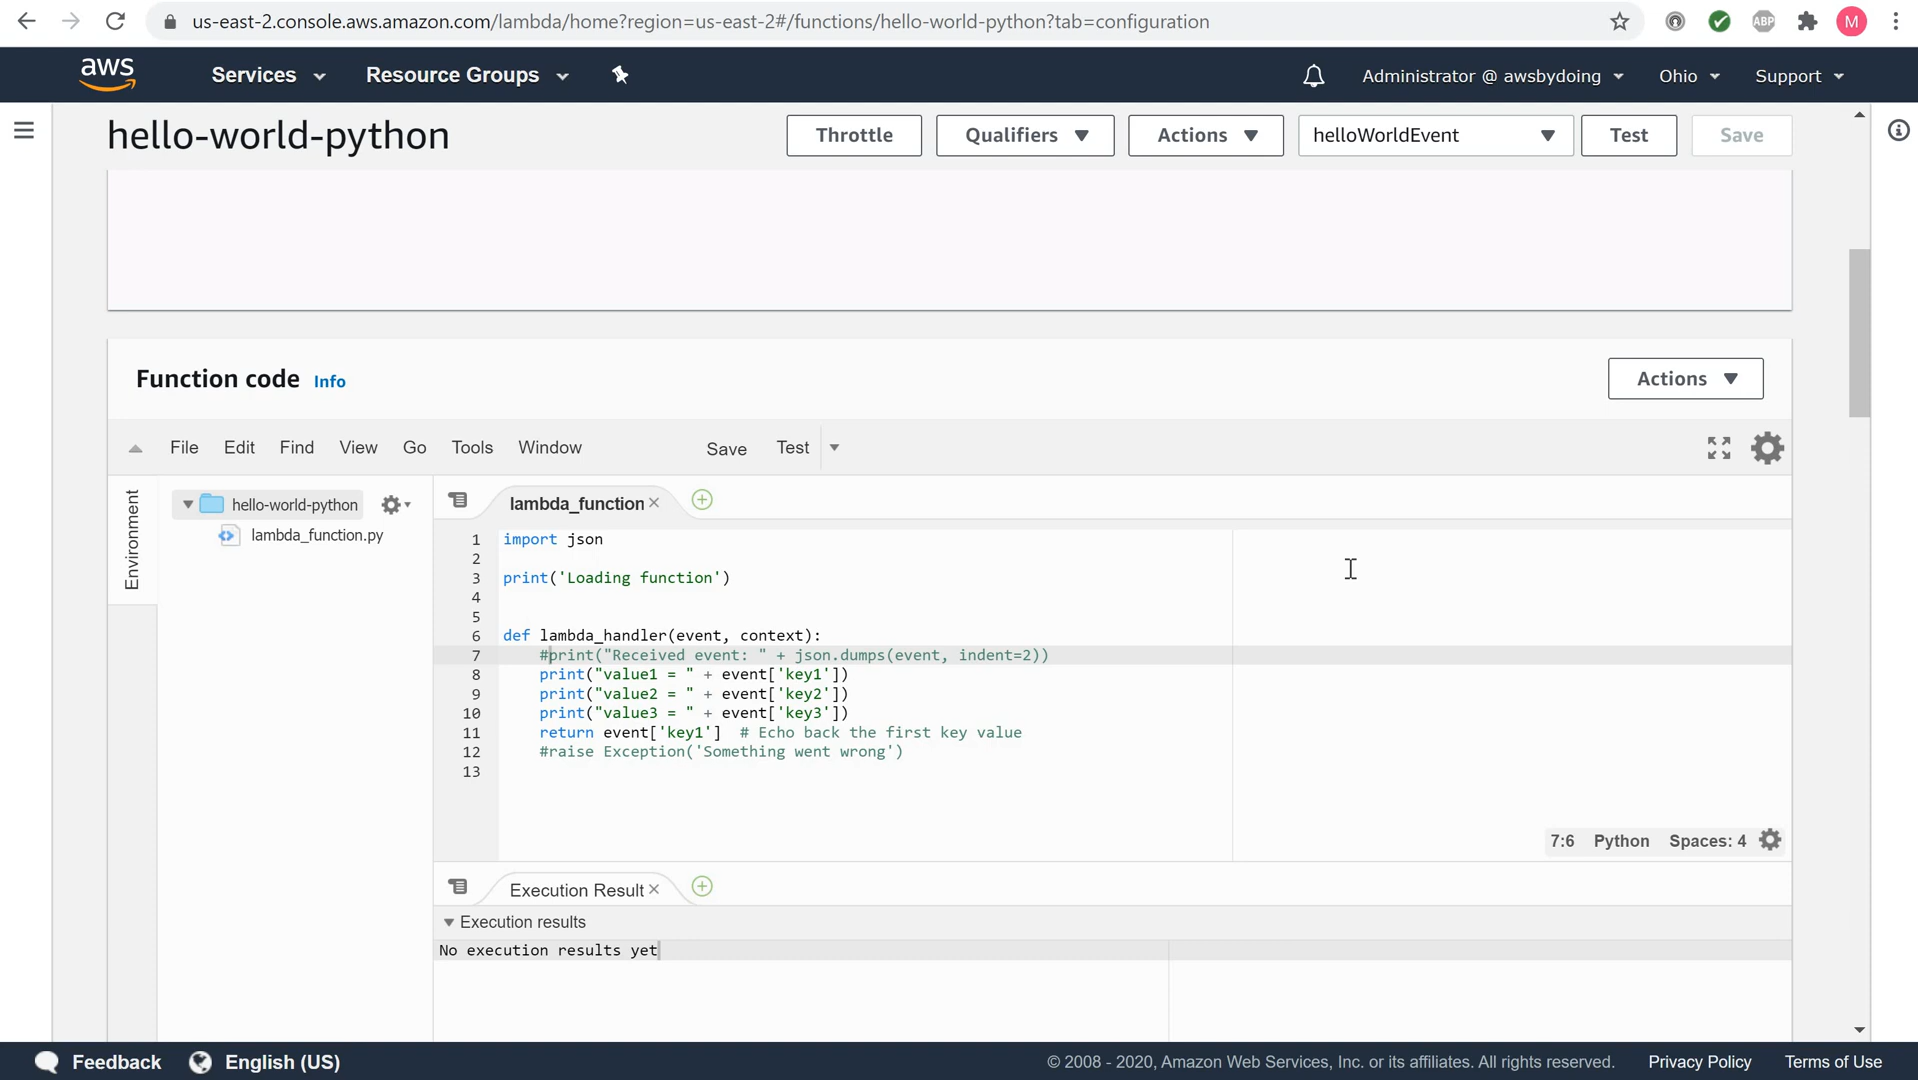 us-east-2.console.aws.amazon.com/lambda/home?region=us-east-2#/functions/hello-world-python?tab=configuration
ABP
M
aws
Services
Resource Groups
Administrator @ awsbydoing
Ohio
Support
hello-world-python
Throttle
Qualifiers
Actions
helloWorldEvent
Test
Save
Function code Info
Actions
File Edit Find View Go Tools Window Save Test
Environment
hello-world-python
lambda_function.py
lambda_function
1 import json
2
3 print('Loading function')
4
5
6 def lambda_handler(event, context):
7 #print("Received event: " + json.dumps(event, indent=2))
8 print("value1 = " + event['key1'])
9 print("value2 = " + event['key2'])
10 print("value3 = " + event['key3'])
11 return event['key1']  # Echo back the first key value
12 #raise Exception('Something went wrong')
13
7:6 Python Spaces: 4
Execution Result
Execution results
No execution results yet
Feedback
English (US)
© 2008 - 2020, Amazon Web Services, Inc. or its affiliates. All rights reserved.
Privacy Policy
Terms of Use